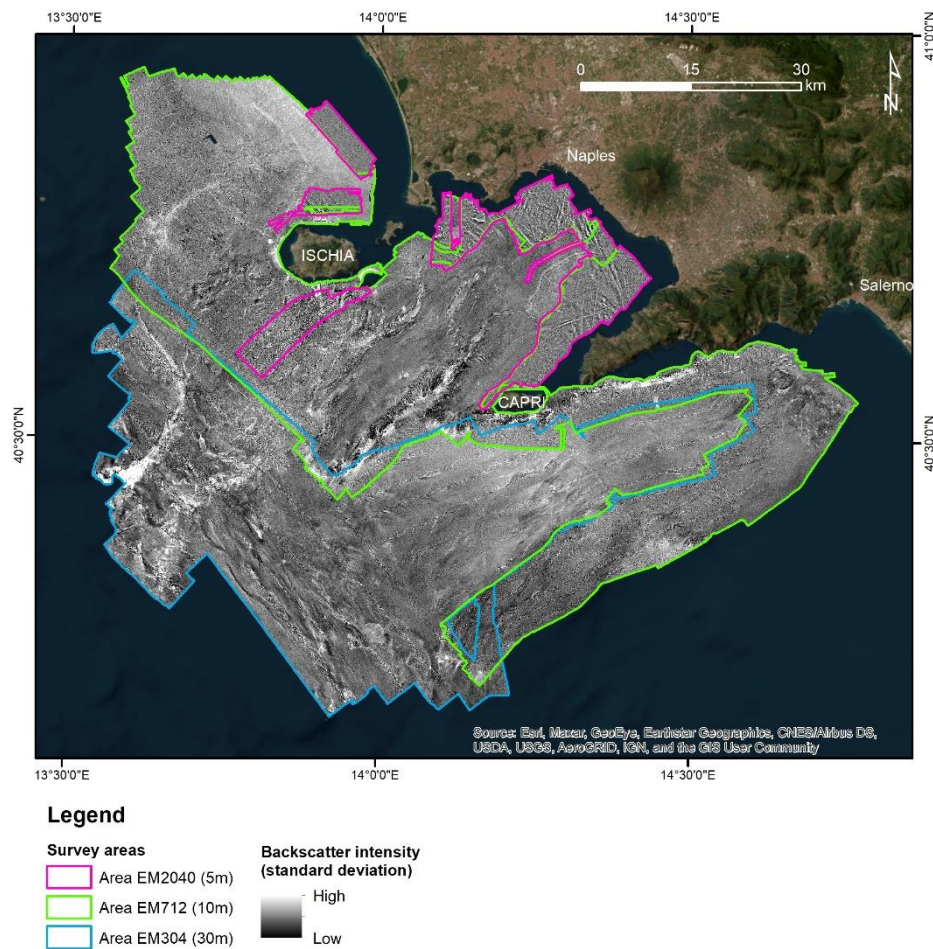 13°30'0"E 14°0'0"E 14°30'0"E
41°0'0"N
0 15 30
km
N
Naples
ISCHIA
Salerno
CAPRI
40°30'0"N
40°30'0"N
Source: Esri, Maxar, GeoEye, Earthstar Geographics, CNES/Airbus DS,
USDA, USGS, AeroGRID, IGN, and the GIS User Community
13°30'0"E 14°0'0"E 14°30'0"E
Legend
Survey areas
Area EM2040 (5m)
Area EM712 (10m)
Area EM304 (30m)
Backscatter intensity
(standard deviation)
High
Low